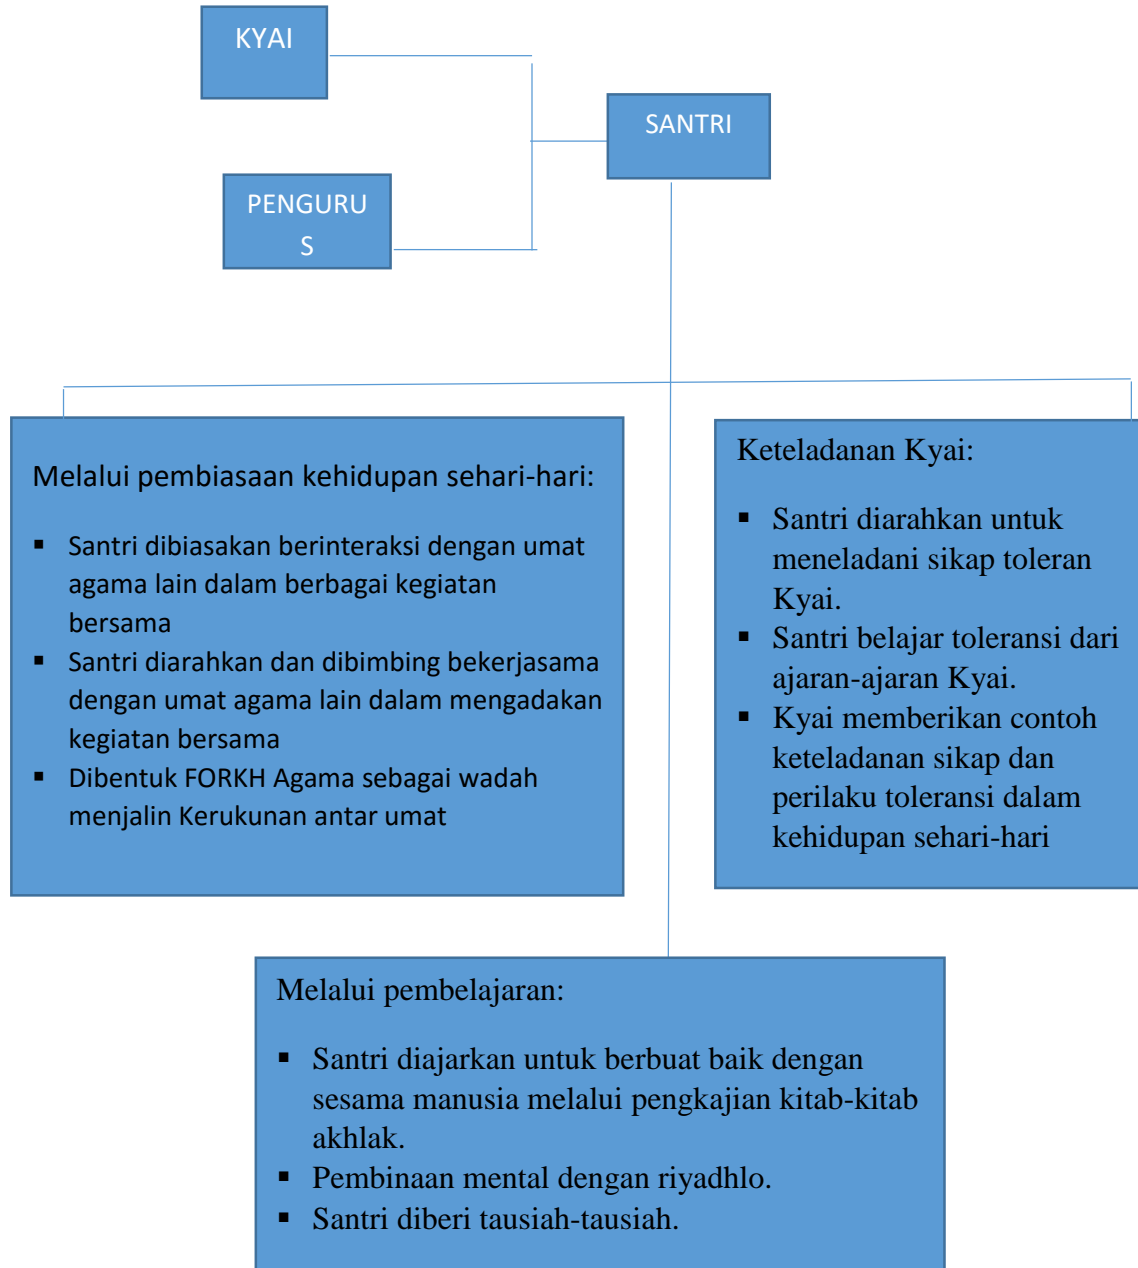 KYAI
SANTRI
PENGURU
S
Melalui pembiasaan kehidupan sehari-hari:
▪ Santri dibiasakan berinteraksi dengan umat
agama lain dalam berbagai kegiatan
bersama
▪ Santri diarahkan dan dibimbing bekerjasama
dengan umat agama lain dalam mengadakan
kegiatan bersama
▪ Dibentuk FORKH Agama sebagai wadah
menjalin Kerukunan antar umat
Keteladanan Kyai:
▪ Santri diarahkan untuk
meneladani sikap toleran
Kyai.
▪ Santri belajar toleransi dari
ajaran-ajaran Kyai.
▪ Kyai memberikan contoh
keteladanan sikap dan
perilaku toleransi dalam
kehidupan sehari-hari
Melalui pembelajaran:
▪ Santri diajarkan untuk berbuat baik dengan
sesama manusia melalui pengkajian kitab-kitab
akhlak.
▪ Pembinaan mental dengan riyadhlo.
▪ Santri diberi tausiah-tausiah.